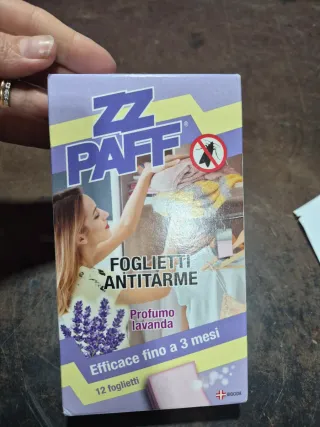 ZZ
PAFF®
FOGLIETTI
ANTITARME
Profumo
lavanda
Efficace fino a 3 mesi
12 foglietti